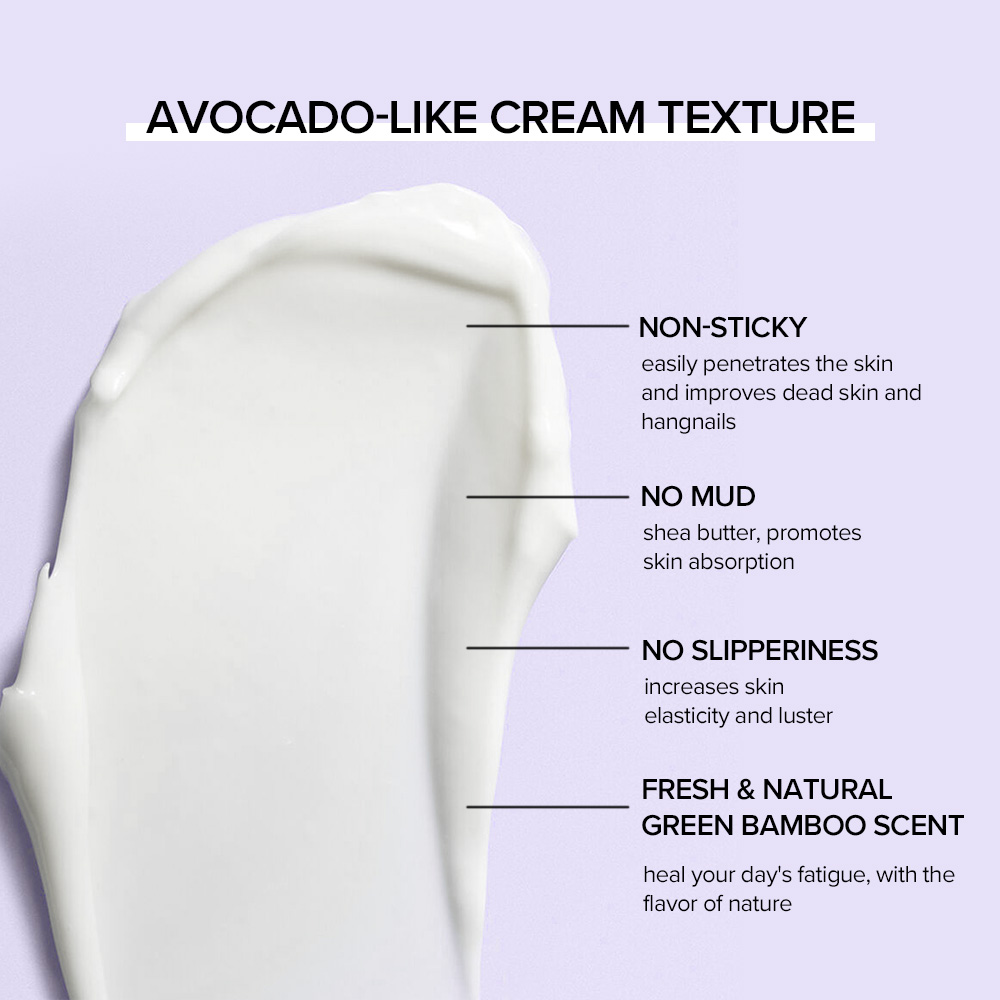 AVOCADO-LIKE CREAM TEXTURE
NON-STICKY
easily penetrates the skin
and improves dead skin and
hangnails
NO MUD
shea butter, promotes
skin absorption
NO SLIPPERINESS
increases skin
elasticity and luster
FRESH & NATURAL
GREEN BAMBOO SCENT
heal your day's fatigue, with the
flavor of nature